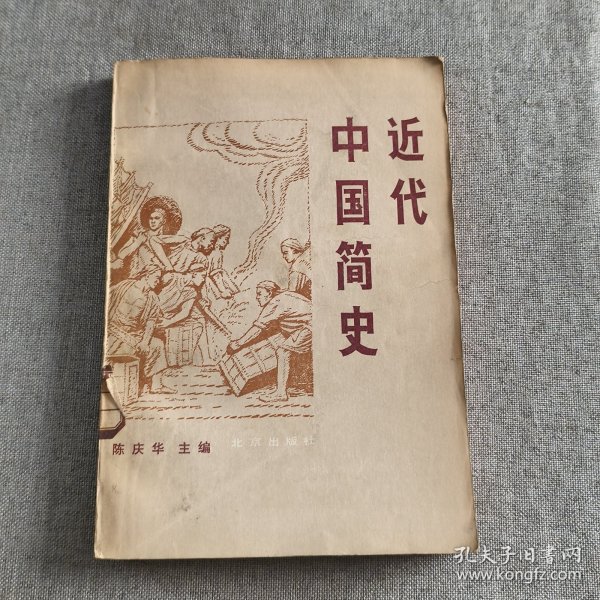 近代
中国简史
陈庆华 主编 北京出版社
孔夫子旧书网
www.kongfz.com